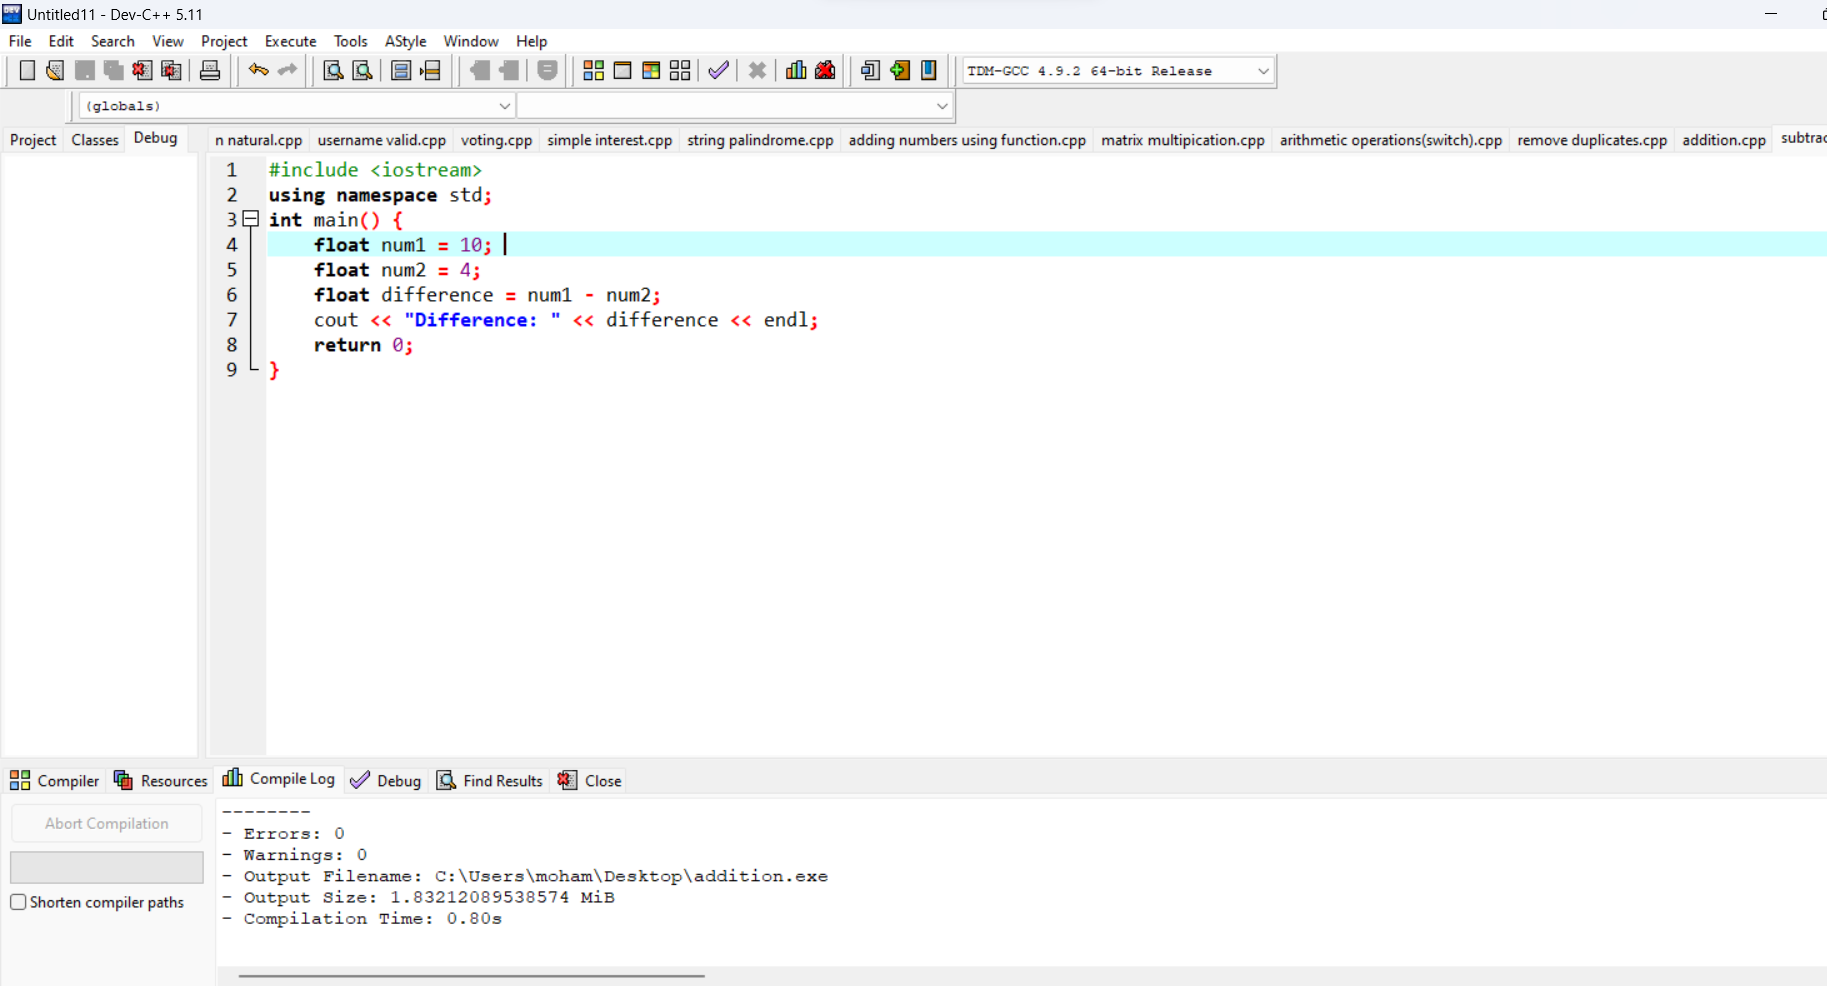 Untitled11 - Dev-C++ 5.11
File Edit Search View Project Execute Tools AStyle Window Help
TDM-GCC 4.9.2 64-bit Release
(globals)
Project Classes Debug n natural.cpp username valid.cpp voting.cpp simple interest.cpp string palindrome.cpp adding numbers using function.cpp matrix multipication.cpp arithmetic operations(switch).cpp remove duplicates.cpp addition.cpp subtrac
1 #include <iostream>
2 using namespace std;
3 int main() {
4 float num1 = 10;
5 float num2 = 4;
6 float difference = num1 - num2;
7 cout << "Difference: " << difference << endl;
8 return 0;
9 }
Compiler Resources Compile Log Debug Find Results Close
Abort Compilation
Shorten compiler paths
--------
- Errors: 0
- Warnings: 0
- Output Filename: C:\Users\moham\Desktop\addition.exe
- Output Size: 1.83212089538574 MiB
- Compilation Time: 0.80s